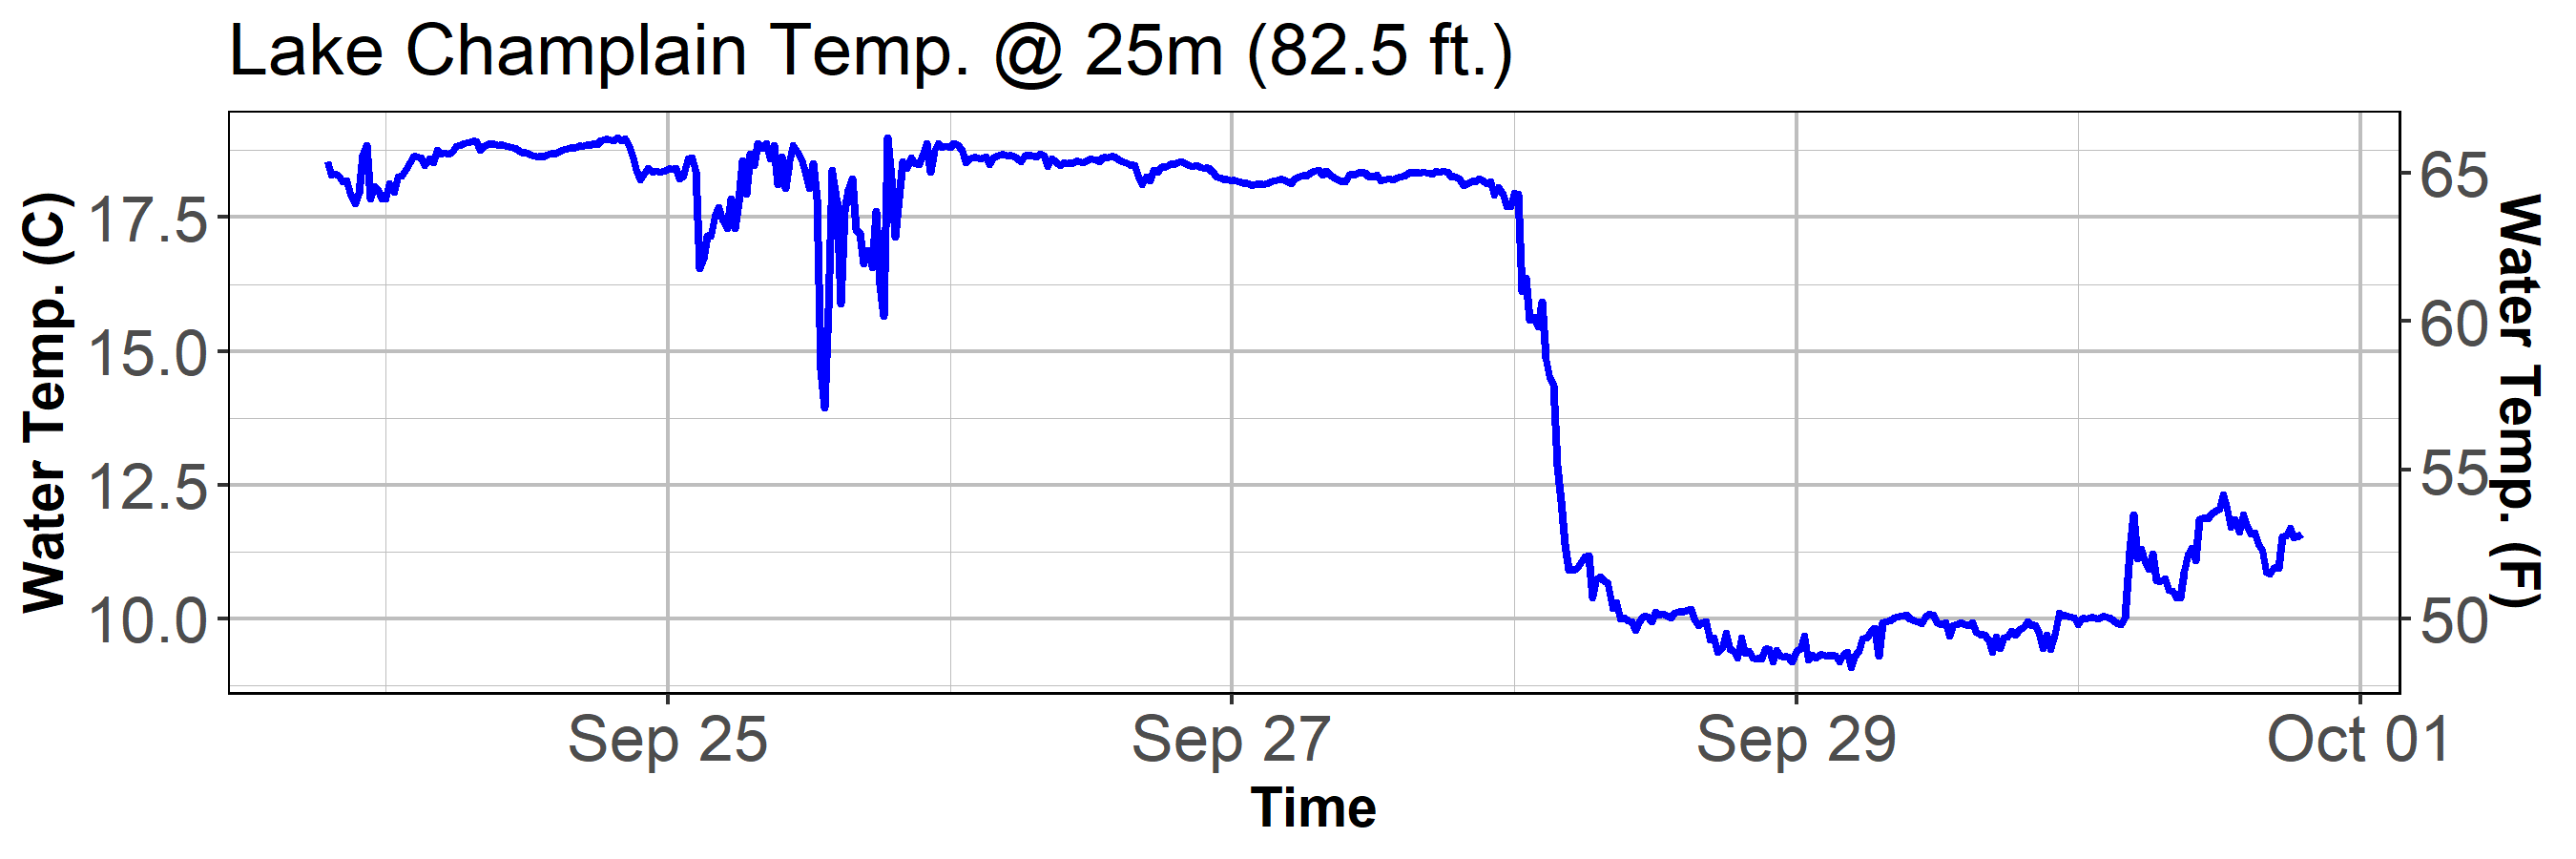 Lake Champlain Temp. @ 25m (82.5 ft.)
Water Temp. (C)
17.5
15.0
12.5
10.0
65
60
55
50
Water Temp. (F)
Sep 25
Sep 27
Sep 29
Oct 01
Time